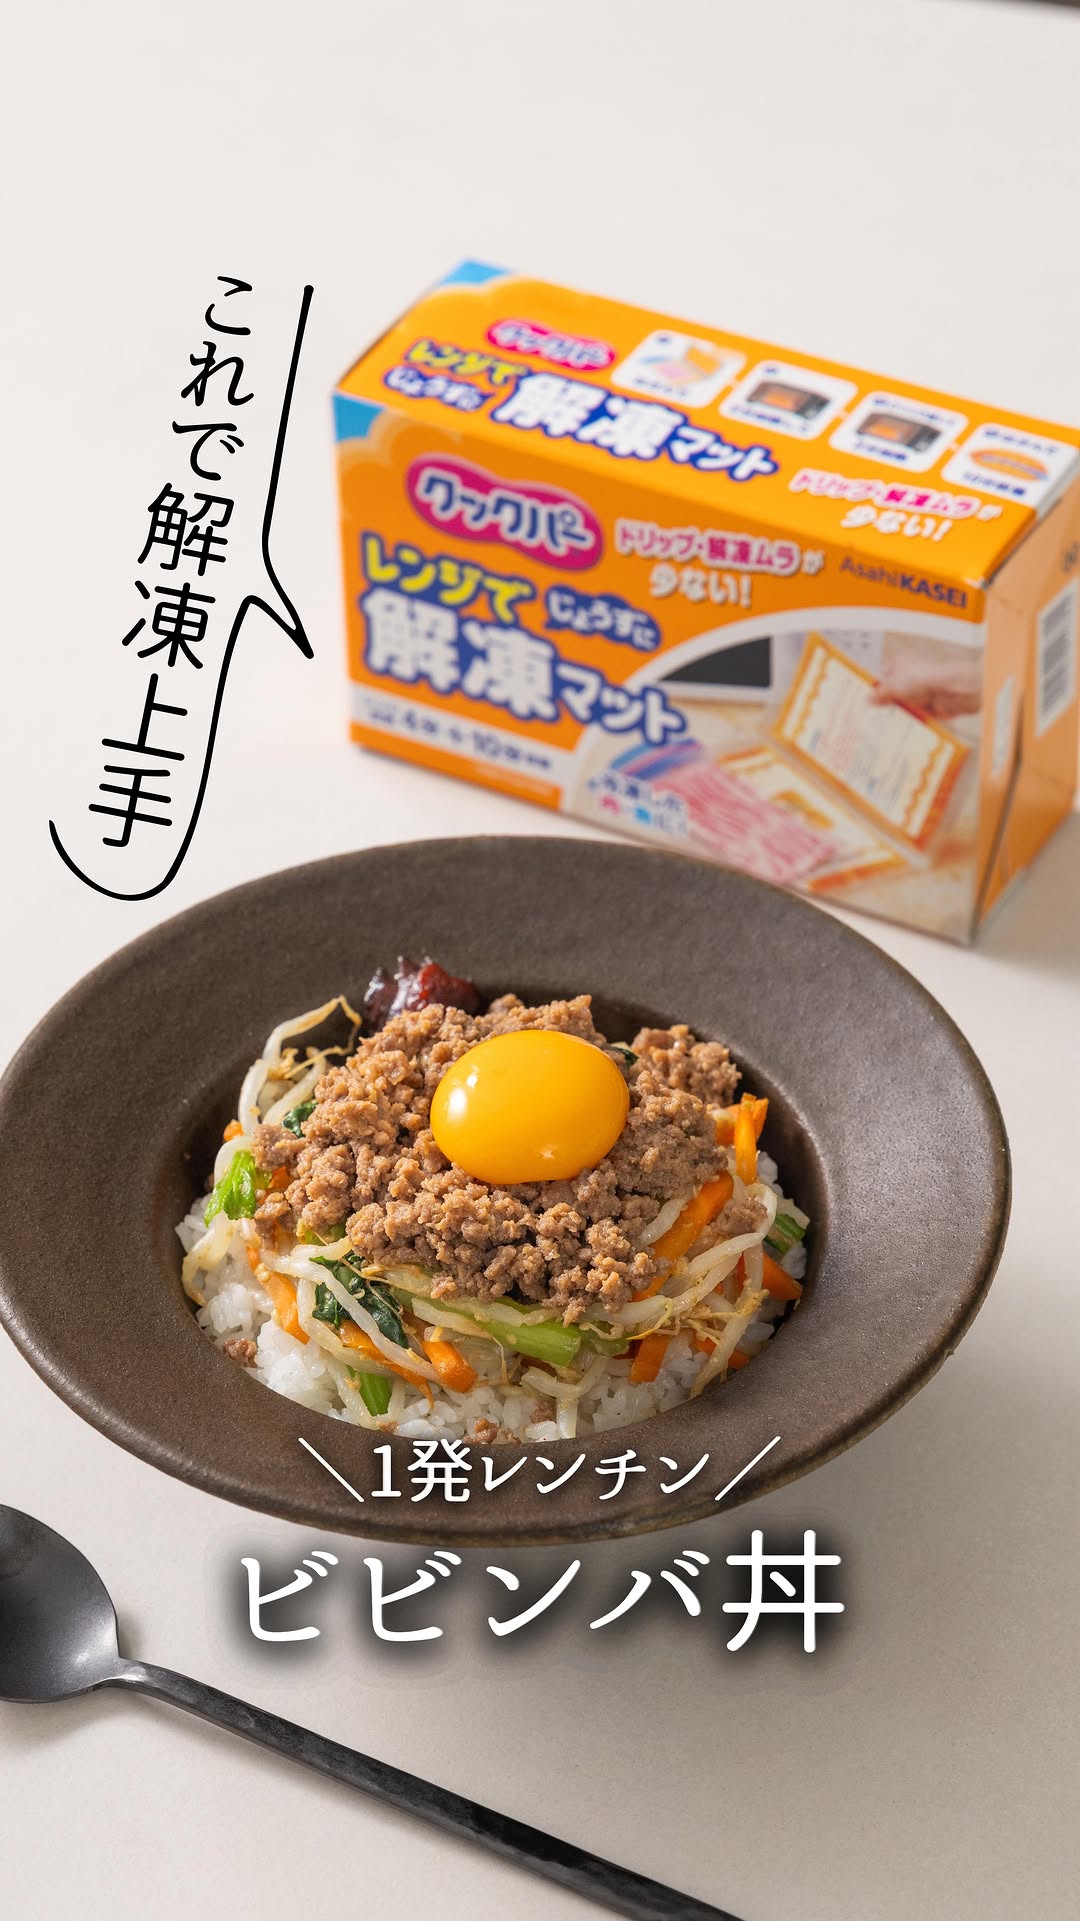 これで解凍上手
クックパー
レンジで
じょうずに
解凍マット
ドリップ・解凍ムラが
少ない!
クックパー
レンジで
じょうずに
解凍マット
ドリップ・解凍ムラが
少ない!
AsahiKASEI
\1発レンチン/
ビビンバ丼